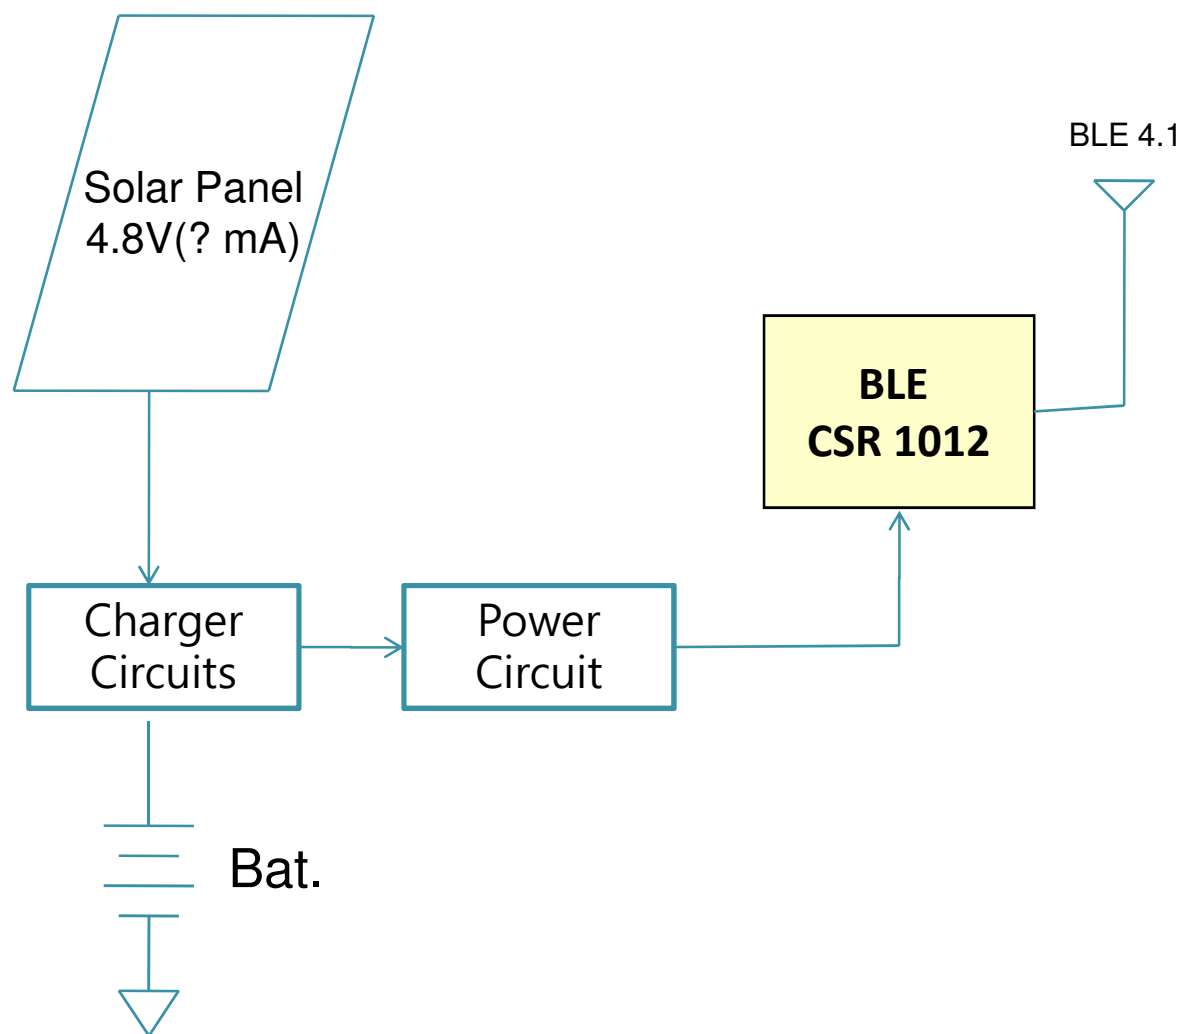 Solar Panel
4.8V(? mA)
BLE 4.1
BLE
CSR 1012
Charger
Circuits
Power
Circuit
Bat.